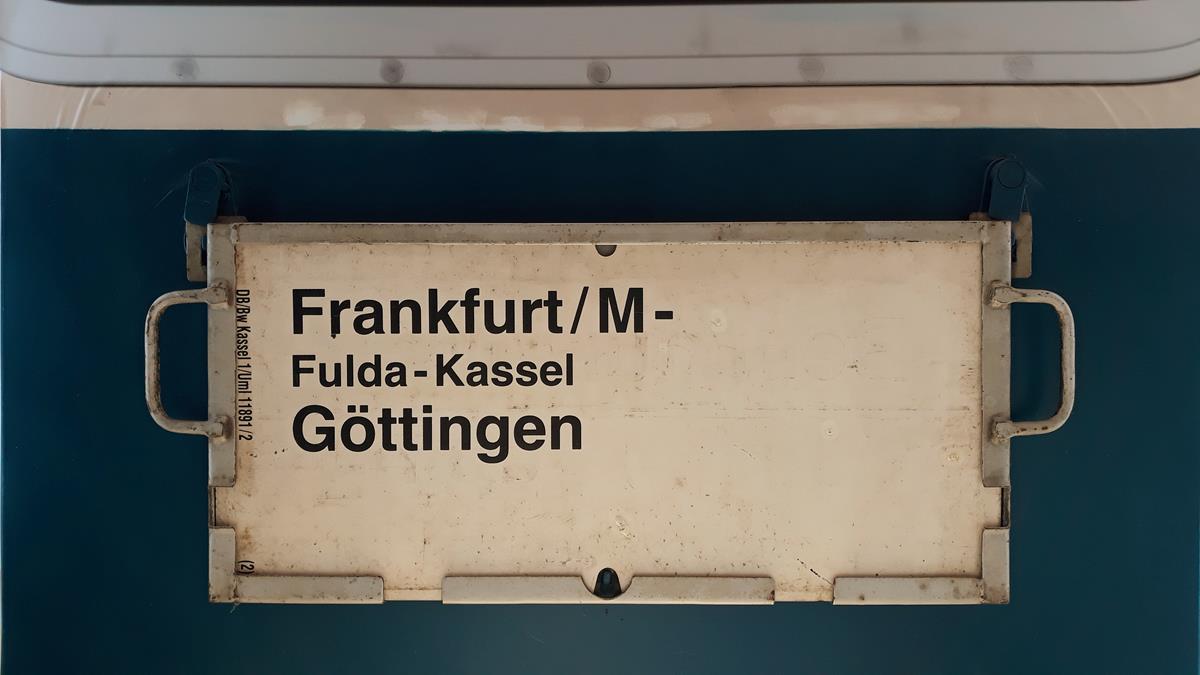 Frankfurt/M-
Fulda-Kassel
Göttingen
DB/Bw Kassel 1/Uml 11891/2
(2)